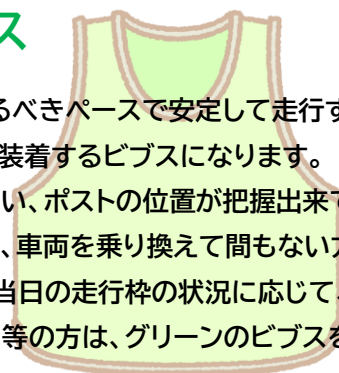 ス
るべきペースで安定して走行す
装着するビブスになります。
い、ポストの位置が把握出来て
、車両を乗り換えて間もない方
当日の走行枠の状況に応じて、
等の方は、グリーンのビブスを